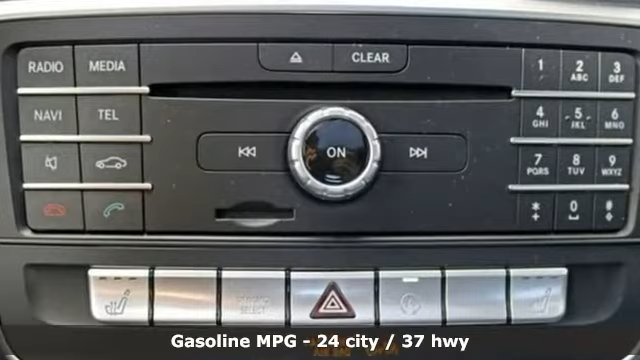 RADIO MEDIA CLEAR 1 2 ABC 3 DEF
NAVI TEL 4 GHI 5 JKL 6 MNO
ON 7 PQRS 8 TUV 9 WXYZ
* + 0 #
SELECT
Gasoline MPG - 24 city / 37 hwy